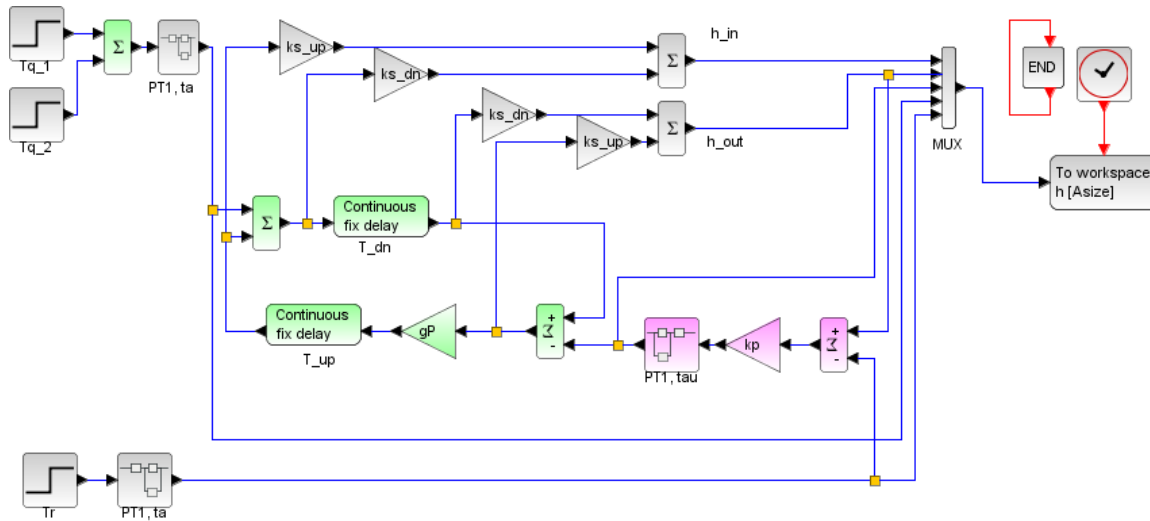 Tq_1
Σ
PT1, ta
Tq_2
ks_up
ks_dn
Σ
h_in
ks_dn
ks_up
Σ
h_out
MUX
END
To workspace
h [Asize]
Σ
Continuous
fix delay
T_dn
Continuous
fix delay
T_up
gP
+
Σ
-
PT1, tau
kp
+
Σ
-
Tr
PT1, ta